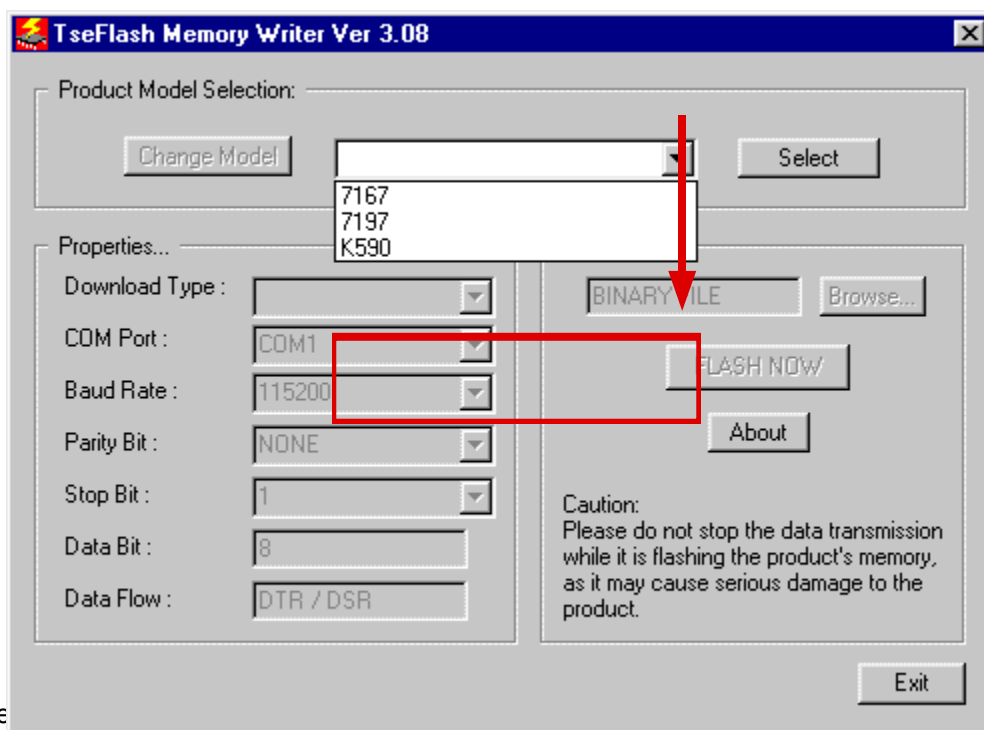 TseFlash Memory Writer Ver 3.08
Product Model Selection:
Change Model
Select
7167
7197
K590
Properties...
Download Type :
COM Port : COM1
Baud Rate : 115200
Parity Bit : NONE
Stop Bit : 1
Data Bit : 8
Data Flow : DTR / DSR
BINARY FILE
Browse...
FLASH NOW
About
Caution:
Please do not stop the data transmission
while it is flashing the product's memory,
as it may cause serious damage to the
product.
Exit